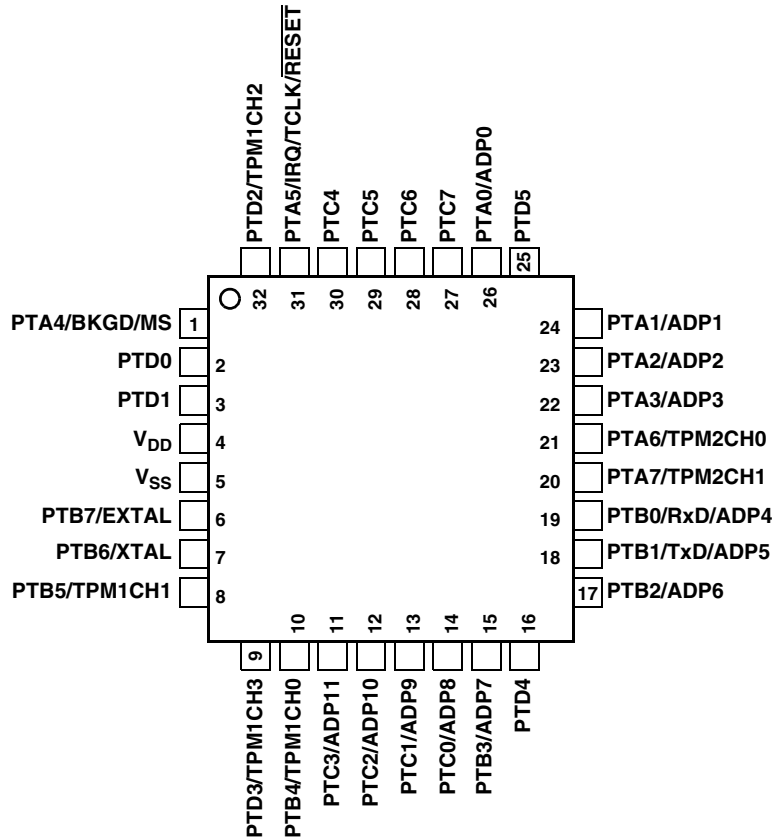 PTD2/TPM1CH2
PTA5/IRQ/TCLK/RESET
PTC4
PTC5
PTC6
PTC7
PTA0/ADP0
PTD5
32
31
30
29
28
27
26
25
PTA4/BKGD/MS 1
PTD0 2
PTD1 3
VDD 4
VSS 5
PTB7/EXTAL 6
PTB6/XTAL 7
PTB5/TPM1CH1 8
24 PTA1/ADP1
23 PTA2/ADP2
22 PTA3/ADP3
21 PTA6/TPM2CH0
20 PTA7/TPM2CH1
19 PTB0/RxD/ADP4
18 PTB1/TxD/ADP5
17 PTB2/ADP6
9
10
11
12
13
14
15
16
PTD3/TPM1CH3
PTB4/TPM1CH0
PTC3/ADP11
PTC2/ADP10
PTC1/ADP9
PTC0/ADP8
PTB3/ADP7
PTD4